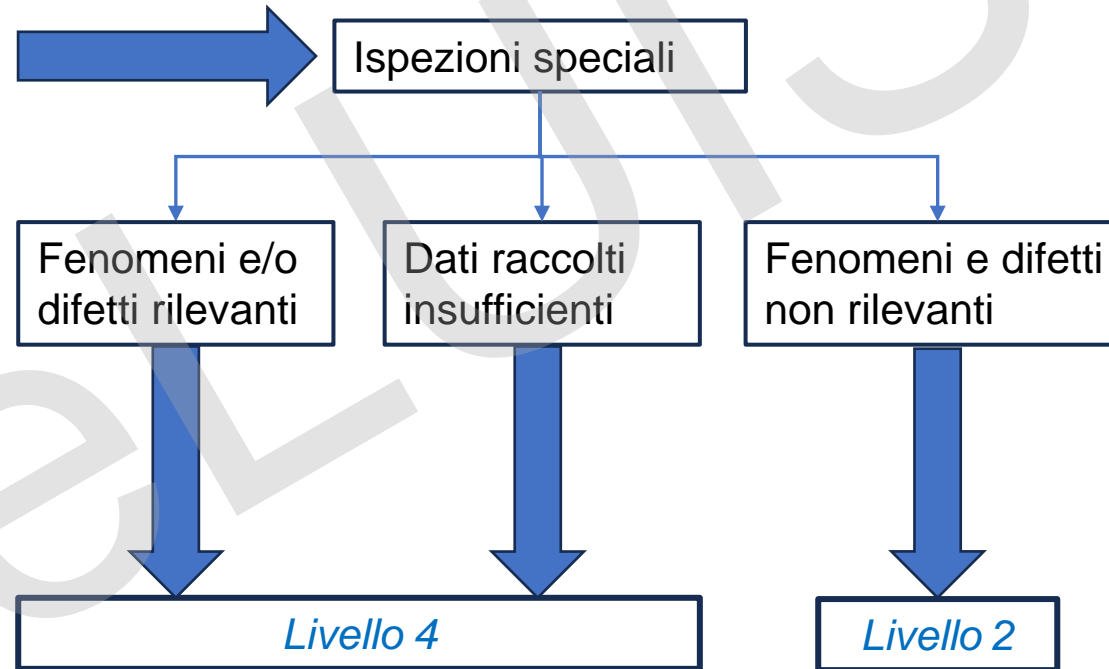 Ispezioni speciali
Fenomeni e/o
difetti rilevanti
Dati raccolti
insufficienti
Fenomeni e difetti
non rilevanti
Livello 4
Livello 2